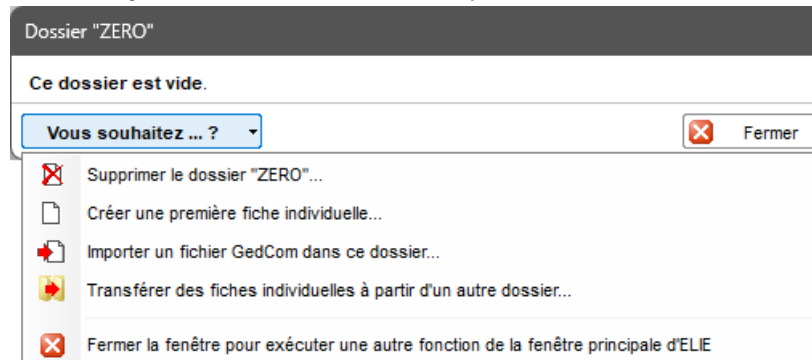 Dossier "ZERO"
Ce dossier est vide.
Vous souhaitez ... ?
Fermer
Supprimer le dossier "ZERO"...
Créer une première fiche individuelle...
Importer un fichier GedCom dans ce dossier...
Transférer des fiches individuelles à partir d'un autre dossier...
Fermer la fenêtre pour exécuter une autre fonction de la fenêtre principale d'ELIE